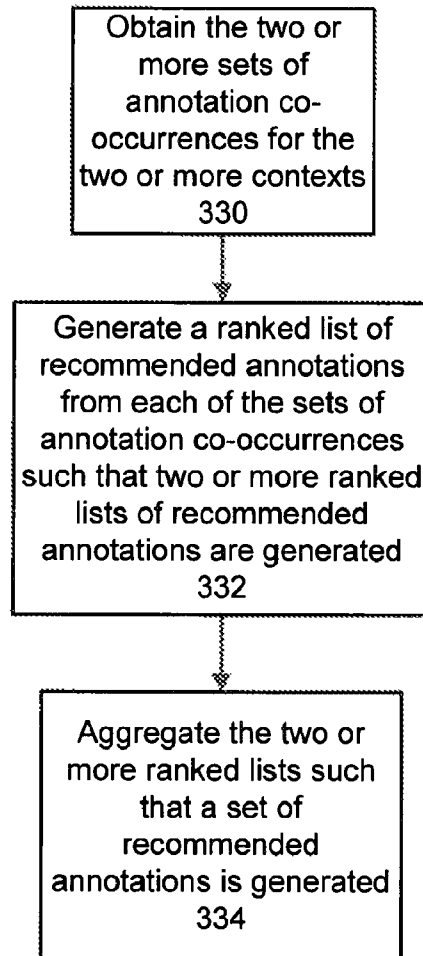 Obtain the two or
more sets of
annotation co-
occurrences for the
two or more contexts
330
Generate a ranked list of
recommended annotations
from each of the sets of
annotation co-occurrences
such that two or more ranked
lists of recommended
annotations are generated
332
Aggregate the two or
more ranked lists such
that a set of
recommended
annotations is generated
334